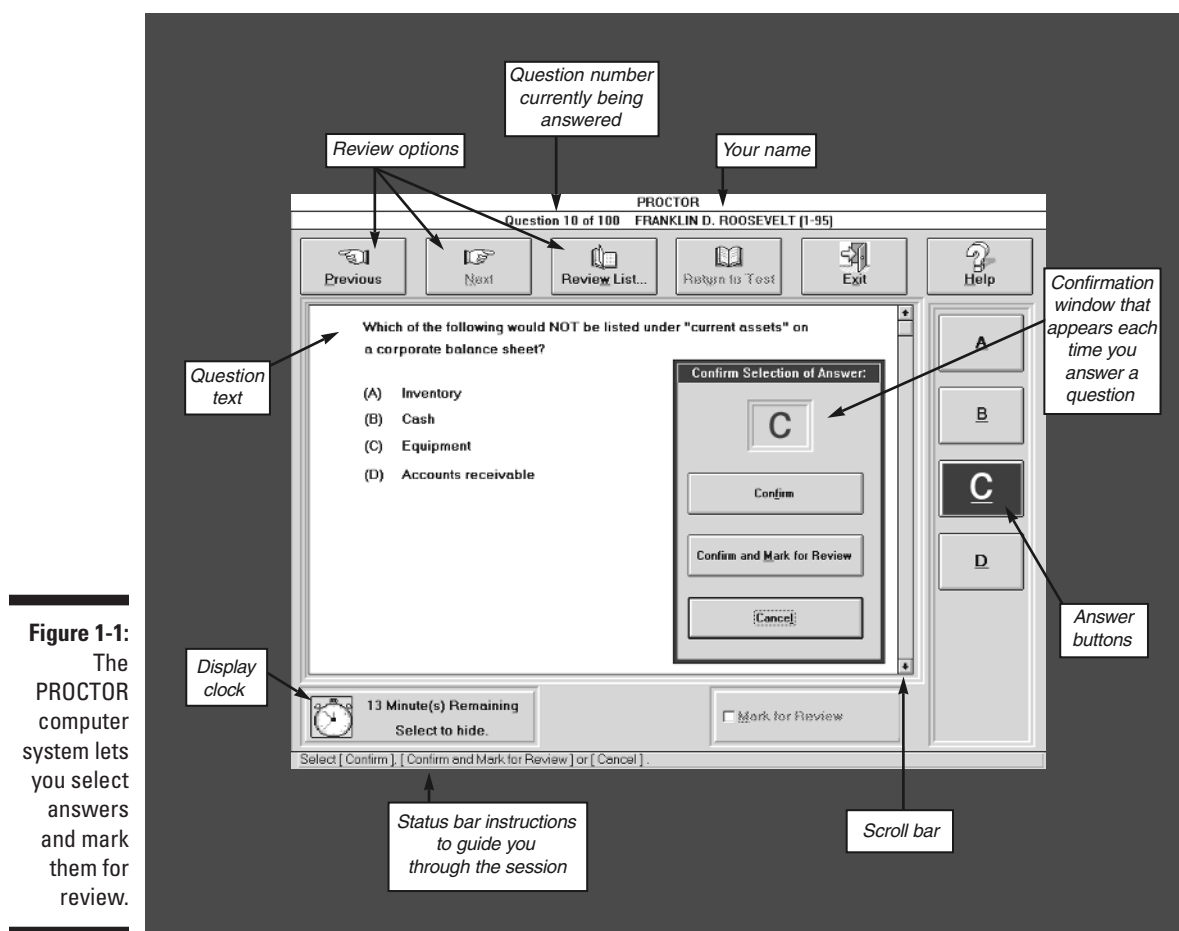 Question number
currently being
answered
Review options
Your name
PROCTOR
Question 10 of 100 FRANKLIN D. ROOSEVELT (1-95)
Previous
Next
Review List...
Return to Test
Exit
Help
Confirmation
window that
appears each
time you
answer a
question
Question
text
Which of the following would NOT be listed under "current assets" on
a corporate balance sheet?
(A) Inventory
(B) Cash
(C) Equipment
(D) Accounts receivable
Confirm Selection of Answer:
C
Confirm
Confirm and Mark for Review
Cancel
A
B
C
D
Answer
buttons
Display
clock
13 Minute(s) Remaining
Select to hide.
Mark for Review
Select [ Confirm ], [ Confirm and Mark for Review ] or [ Cancel ] .
Status bar instructions
to guide you
through the session
Scroll bar
Figure 1-1:
The
PROCTOR
computer
system lets
you select
answers
and mark
them for
review.